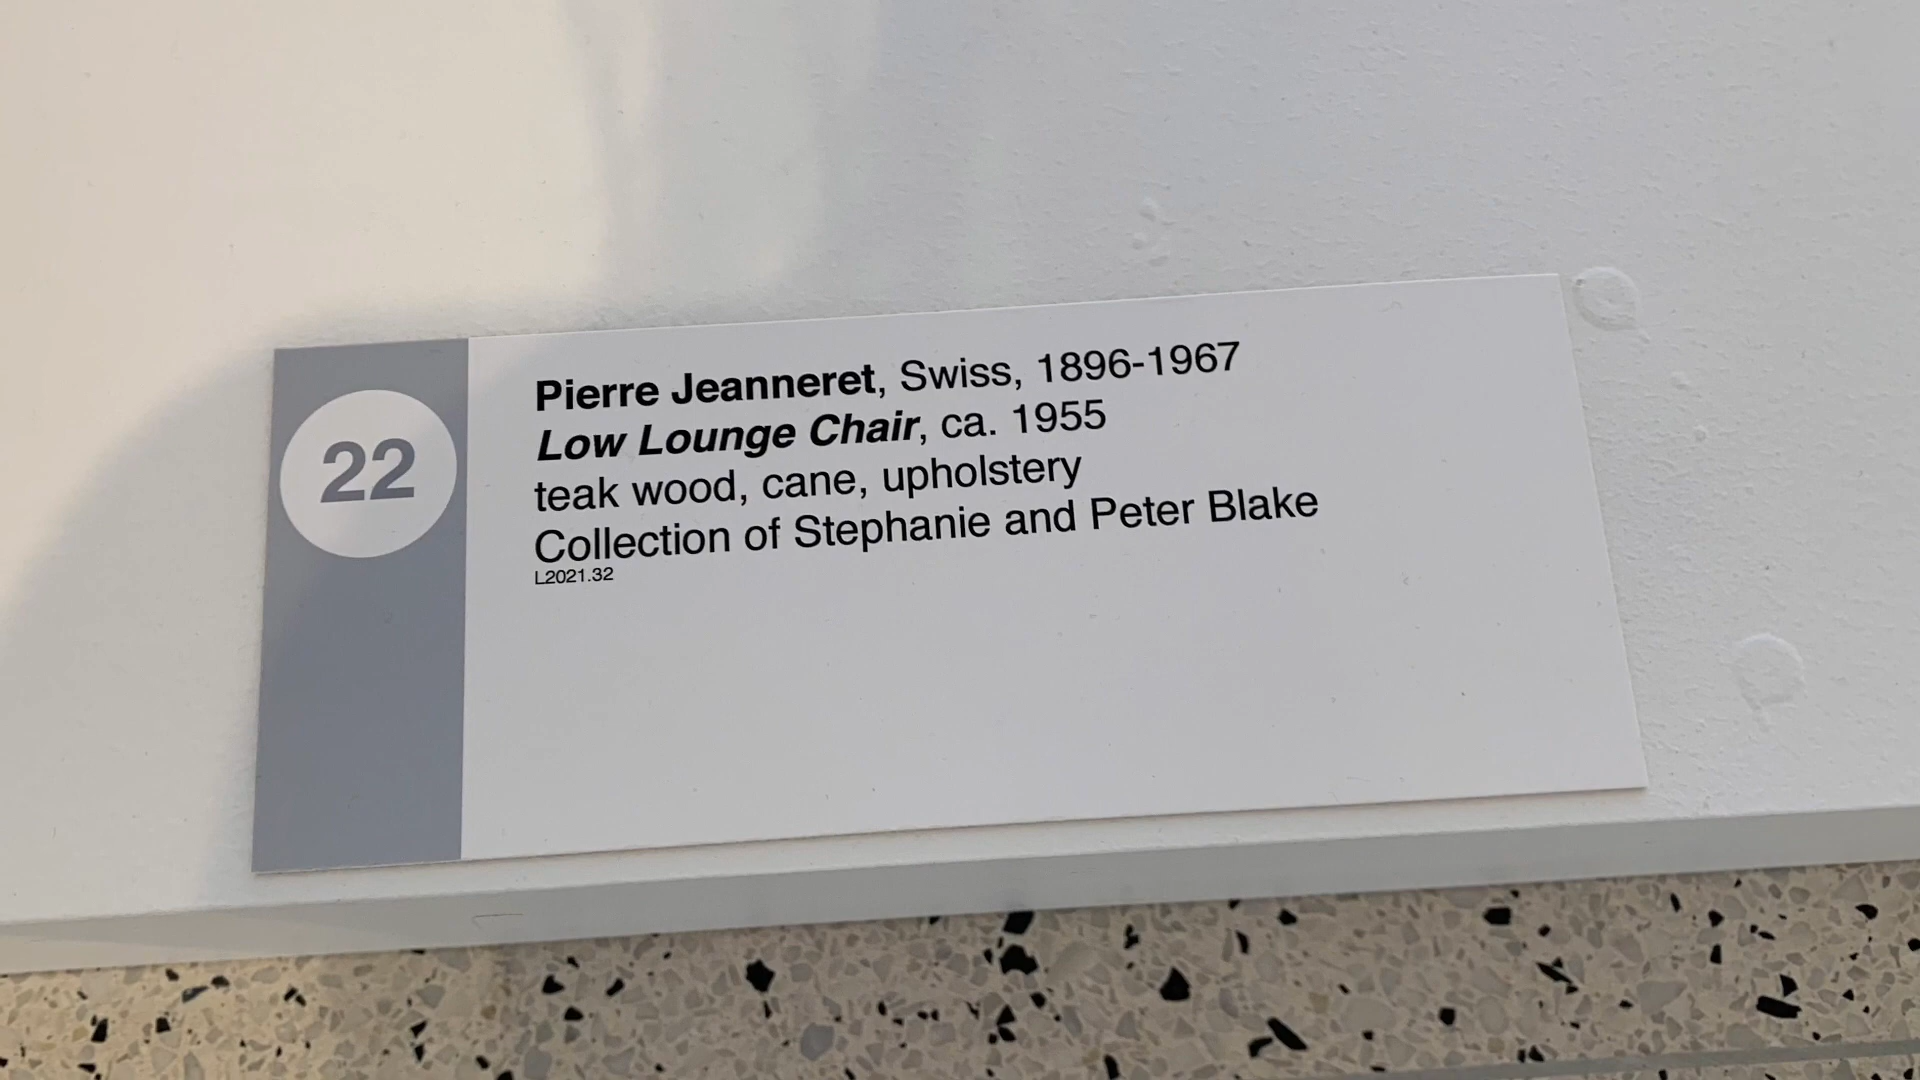 22
Pierre Jeanneret, Swiss, 1896-1967
Low Lounge Chair, ca. 1955
teak wood, cane, upholstery
Collection of Stephanie and Peter Blake
L2021.32